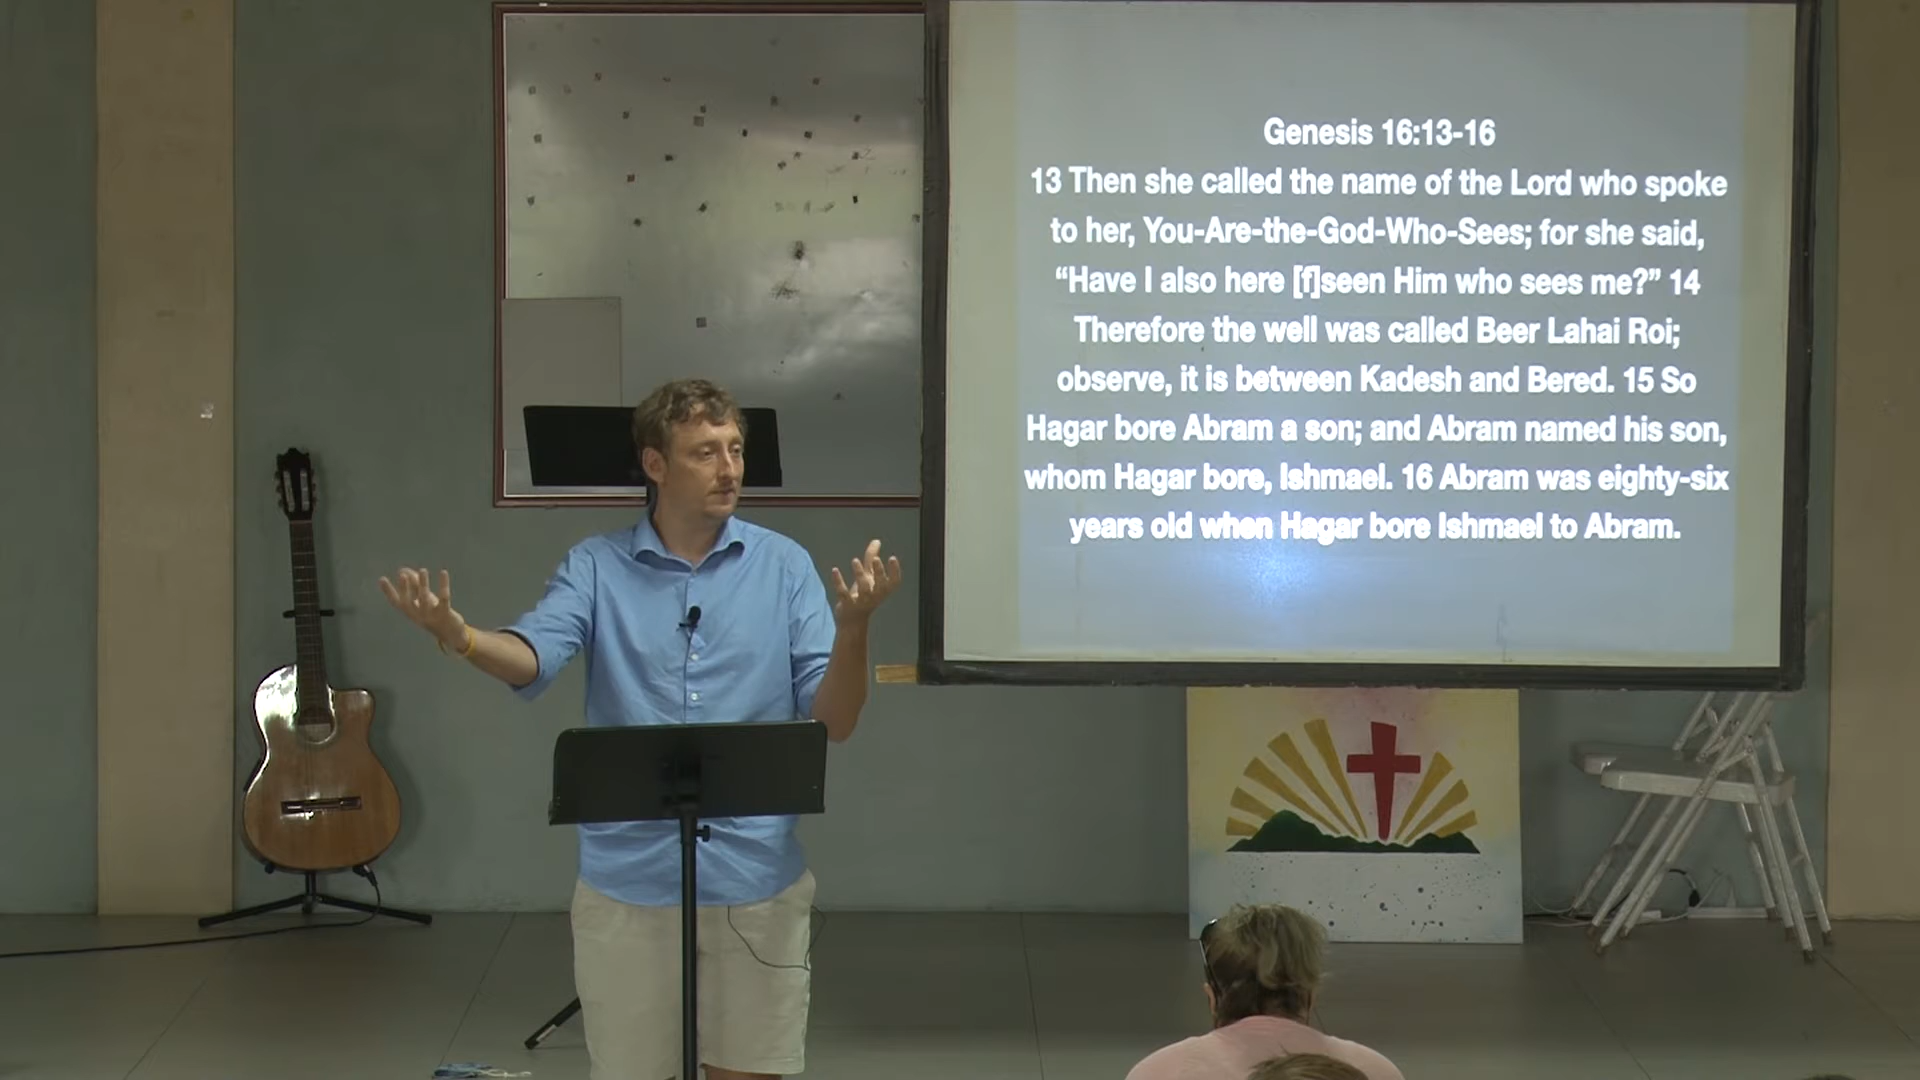 Genesis 16:13-16
13 Then she called the name of the Lord who spoke
to her, You-Are-the-God-Who-Sees; for she said,
“Have I also here [f]seen Him who sees me?” 14
Therefore the well was called Beer Lahai Roi;
observe, it is between Kadesh and Bered. 15 So
Hagar bore Abram a son; and Abram named his son,
whom Hagar bore, Ishmael. 16 Abram was eighty-six
years old when Hagar bore Ishmael to Abram.